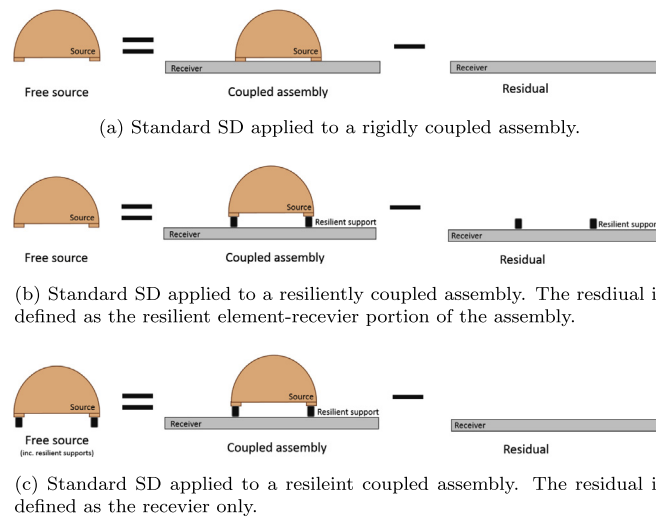 Source
Source
Receiver
Receiver
Free source
Coupled assembly
Residual
(a) Standard SD applied to a rigidly coupled assembly.
Source
Source
Resilient support
Resilient suppor
Receiver
Receiver
Free source
Coupled assembly
Residual
(b) Standard SD applied to a resiliently coupled assembly. The resdiual i
defined as the resilient element-recevier portion of the assembly.
Source
Source
Resilient support
Receiver
Receiver
Free source
(inc. resilient supports)
Coupled assembly
Residual
(c) Standard SD applied to a resileint coupled assembly. The residual i
defined as the recevier only.